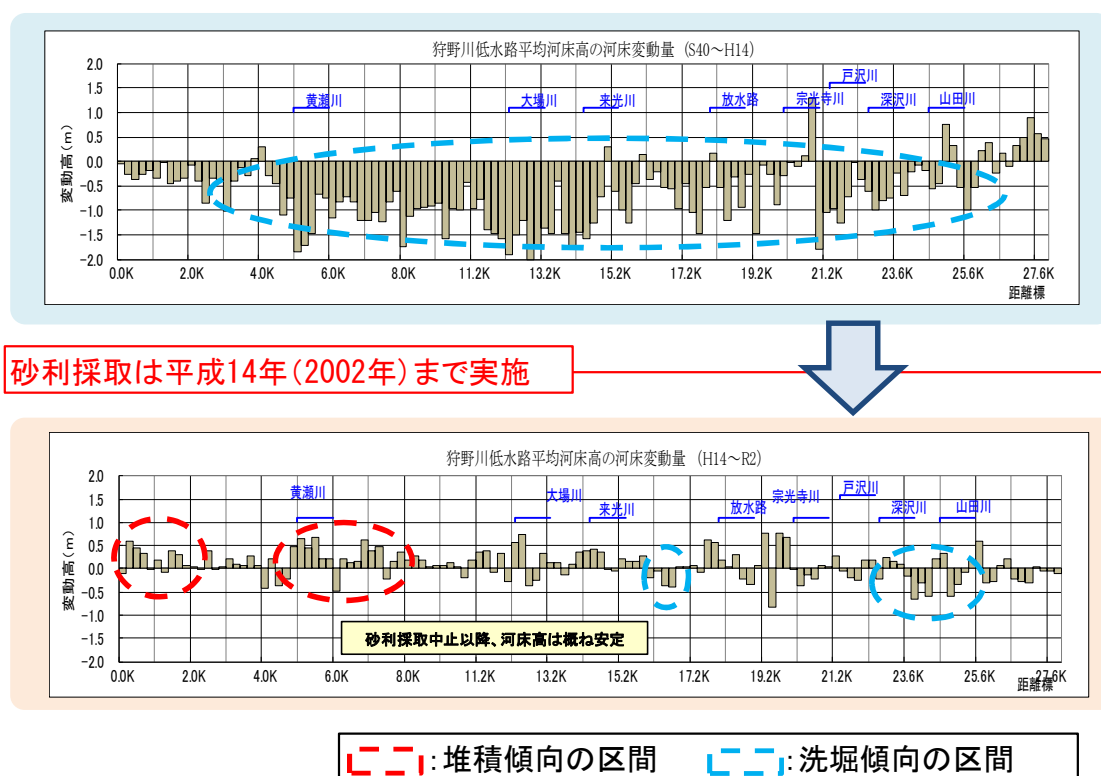 狩野川低水路平均河床高の河床変動量 (S40～H14)
変動高(m)
2.0
1.5
1.0
0.5
0.0
-0.5
-1.0
-1.5
-2.0
黄瀬川
大場川
来光川
放水路
宗光寺川
戸沢川
深沢川
山田川
0.0K 2.0K 4.0K 6.0K 8.0K 11.2K 13.2K 15.2K 17.2K 19.2K 21.2K 23.6K 25.6K 27.6K
距離標
砂利採取は平成14年(2002年)まで実施
狩野川低水路平均河床高の河床変動量 (H14～R2)
変動高(m)
2.0
1.5
1.0
0.5
0.0
-0.5
-1.0
-1.5
-2.0
黄瀬川
大場川
来光川
放水路
宗光寺川
戸沢川
深沢川
山田川
砂利採取中止以降、河床高は概ね安定
0.0K 2.0K 4.0K 6.0K 8.0K 11.2K 13.2K 15.2K 17.2K 19.2K 21.2K 23.6K 25.6K 27.6K
距離標
:堆積傾向の区間 :洗堀傾向の区間